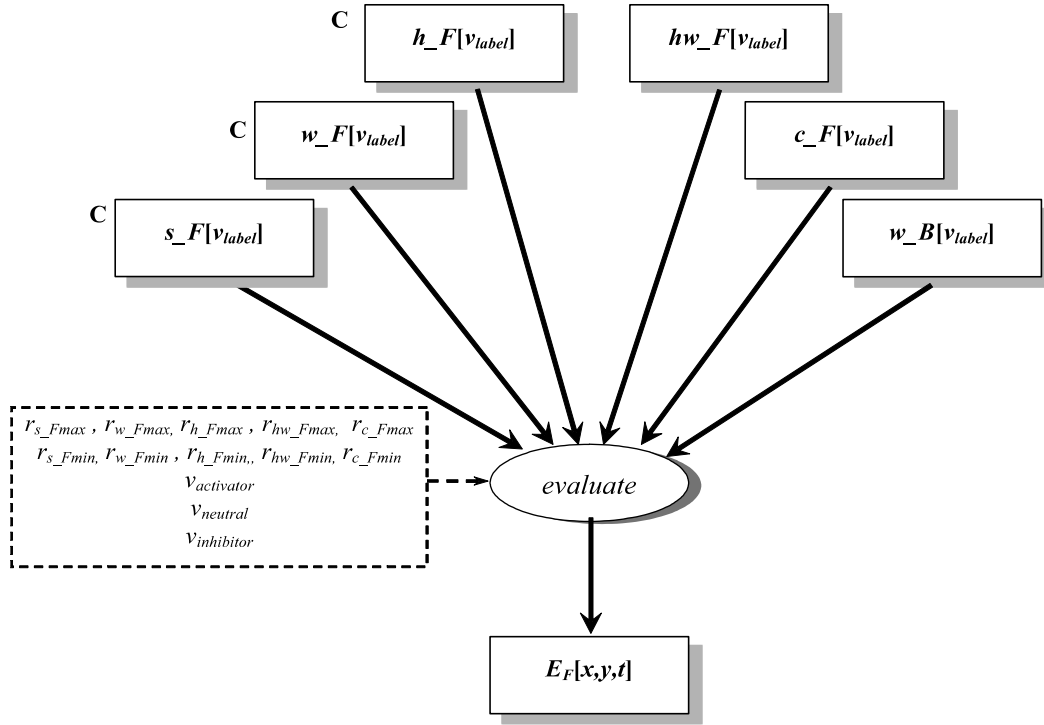 C h_F[v_label] hw_F[v_label]
C w_F[v_label] c_F[v_label]
C s_F[v_label] w_B[v_label]
r_s_Fmax , r_w_Fmax, r_h_Fmax , r_hw_Fmax, r_c_Fmax
r_s_Fmin, r_w_Fmin , r_h_Fmin,, r_hw_Fmin, r_c_Fmin
v_activator
v_neutral
v_inhibitor
evaluate
E_F[x,y,t]